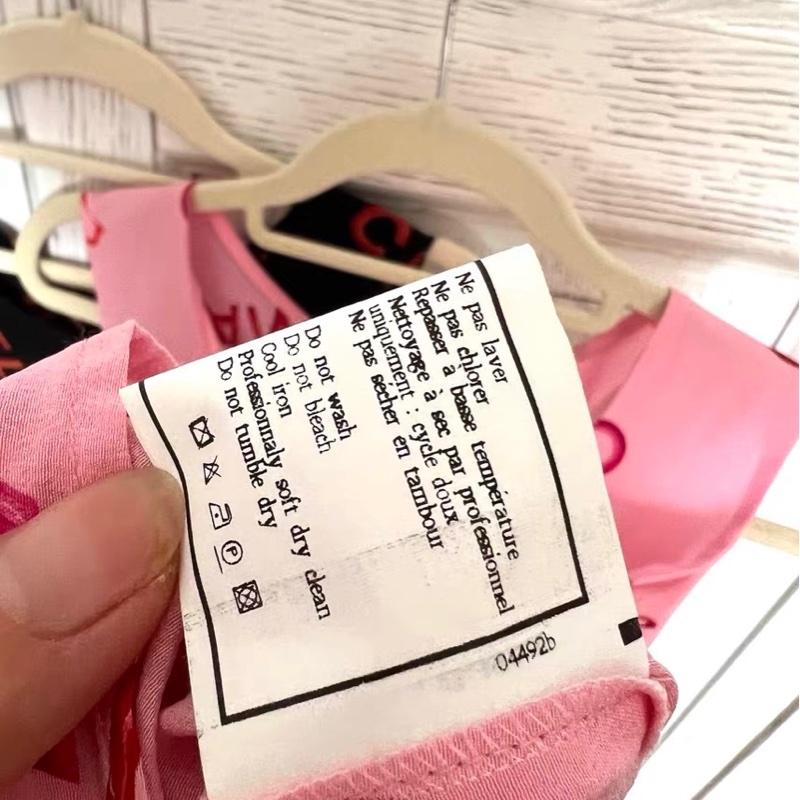 Ne pas laver
Ne pas chlorer
Repasser à basse température
Nettoyage à sec par professionnel
uniquement : cycle doux
Ne pas sécher en tambour
Do not wash
Do not bleach
Cool iron
Professionnaly soft dry clean
Do not tumble dry
P
04492b